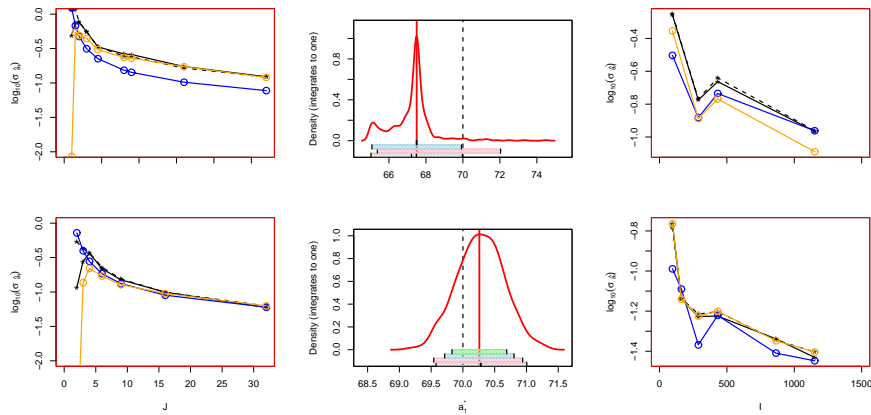 log10(σ â)
0.0
−0.5
−1.0
−1.5
−2.0
Density (integrates to one)
0.0 0.2 0.4 0.6 0.8
66 68 70 72 74
log10(σ â)
−0.4
−0.6
−0.8
−1.0
log10(σ â)
0.0
−0.5
−1.0
−1.5
−2.0
0 5 10 15 20 25 30
J
Density (integrates to one)
0.0 0.2 0.4 0.6 0.8 1.0
68.5 69.0 69.5 70.0 70.5 71.0 71.5
log10(σ â)
−0.8
−1.0
−1.2
−1.4
0 500 1000 1500
I